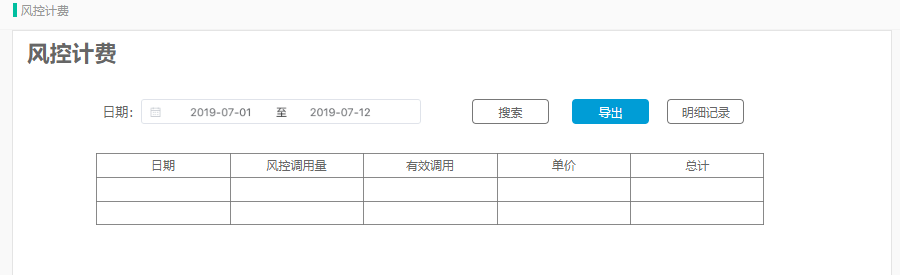 风控计费
风控计费
日期： 2019-07-01 至 2019-07-12 搜索 导出 明细记录
日期 风控调用量 有效调用 单价 总计